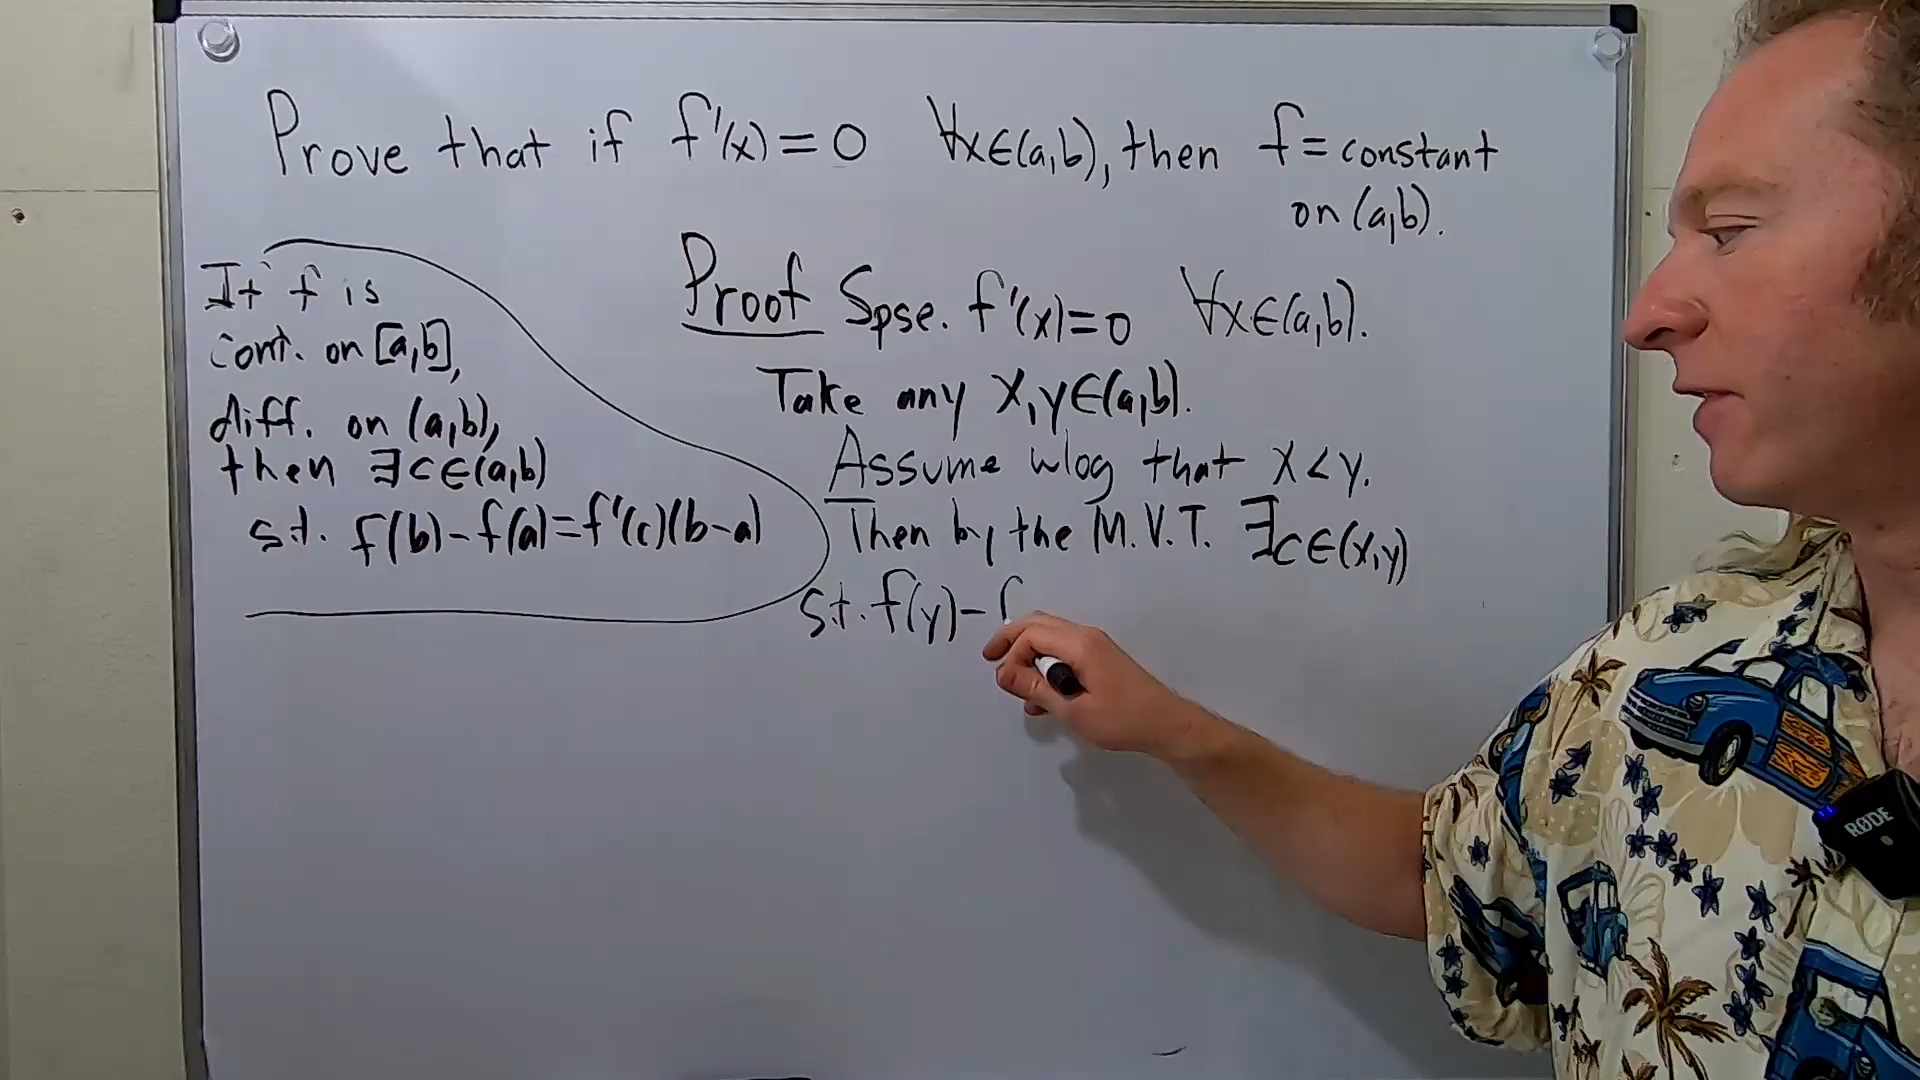 Prove that if f'(x)=0 ∀x∈(a,b), then f=constant
on (a,b).
If f is
cont. on [a,b],
diff. on (a,b),
then ∃c∈(a,b)
s.t. f(b)-f(a)=f'(c)(b-a)
Proof Spse. f'(x)=0 ∀x∈(a,b).
Take any x,y∈(a,b).
Assume wlog that x<y.
Then by the M.V.T. ∃c∈(x,y)
s.t. f(y)-f
RØDE